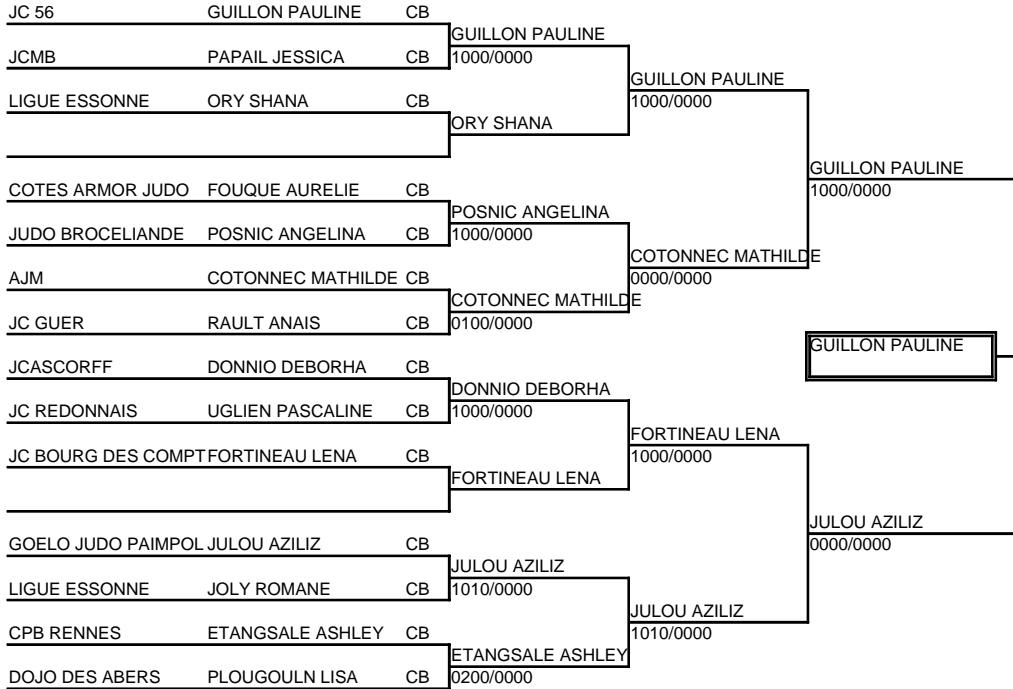 JC 56 GUILLON PAULINE CB
GUILLON PAULINE
JCMB PAPAIL JESSICA CB 1000/0000
GUILLON PAULINE
LIGUE ESSONNE ORY SHANA CB 1000/0000
ORY SHANA
GUILLON PAULINE
COTES ARMOR JUDO FOUQUE AURELIE CB 1000/0000
POSNIC ANGELINA
JUDO BROCELIANDE POSNIC ANGELINA CB 1000/0000
COTONNEC MATHILDE
AJM COTONNEC MATHILDE CB 0000/0000
COTONNEC MATHILDE
JC GUER RAULT ANAIS CB 0100/0000
GUILLON PAULINE
JCASCORFF DONNIO DEBORHA CB
DONNIO DEBORHA
JC REDONNAIS UGLIEN PASCALINE CB 1000/0000
FORTINEAU LENA
JC BOURG DES COMPT FORTINEAU LENA CB 1000/0000
FORTINEAU LENA
JULOU AZILIZ
GOELO JUDO PAIMPOL JULOU AZILIZ CB 0000/0000
JULOU AZILIZ
LIGUE ESSONNE JOLY ROMANE CB 1010/0000
JULOU AZILIZ
CPB RENNES ETANGSALE ASHLEY CB 1010/0000
ETANGSALE ASHLEY
DOJO DES ABERS PLOUGOULN LISA CB 0200/0000